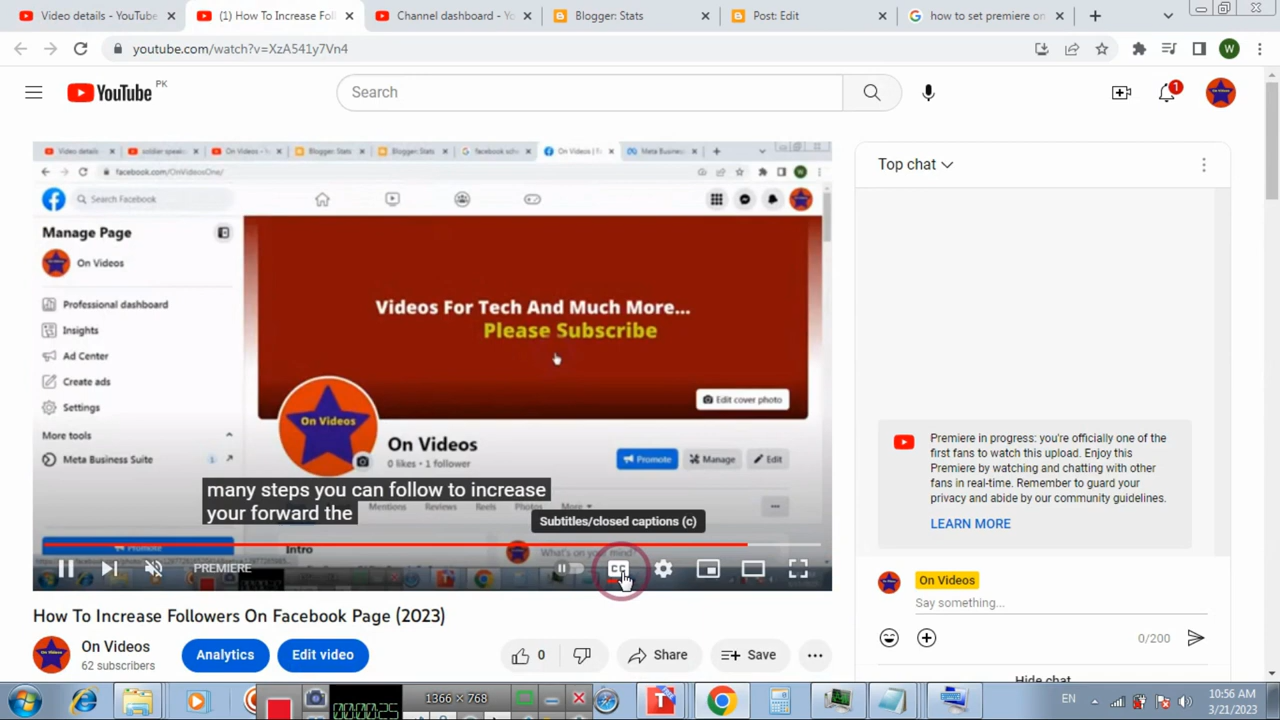 Video details - YouTube
(1) How To Increase Fol
Channel dashboard - Yo
Blogger: Stats
Post: Edit
how to set premiere on
youtube.com/watch?v=XzA541y7Vn4
W
YouTube PK
Search
1
Video details
On Videos -
Blogger: Stats
Blogger: Stats
On Videos | F
Meta Business
facebook.com/OnVideosOne/
Search Facebook
Manage Page
On Videos
Professional dashboard
Insights
Ad Center
Create ads
Settings
More tools
Meta Business Suite
Videos For Tech And Much More...
Please Subscribe
Edit cover photo
On Videos
On Videos
0 likes • 1 follower
Promote
Manage
Edit
Mentions
Reviews
Reels
Photos
More
many steps you can follow to increase
your forward the
Subtitles/closed captions (c)
Promote
Intro
What's on your mind?
PREMIERE
CC
How To Increase Followers On Facebook Page (2023)
On Videos
62 subscribers
Analytics
Edit video
0
Share
Save
Top chat
Premiere in progress: you're officially one of the
first fans to watch this upload. Enjoy this
Premiere by watching and chatting with other
fans in real-time. Remember to guard your
privacy and abide by our community guidelines.
LEARN MORE
On Videos
Say something...
0/200
Hide chat
1366 × 768
00:00:25
EN
10:56 AM
3/21/2023